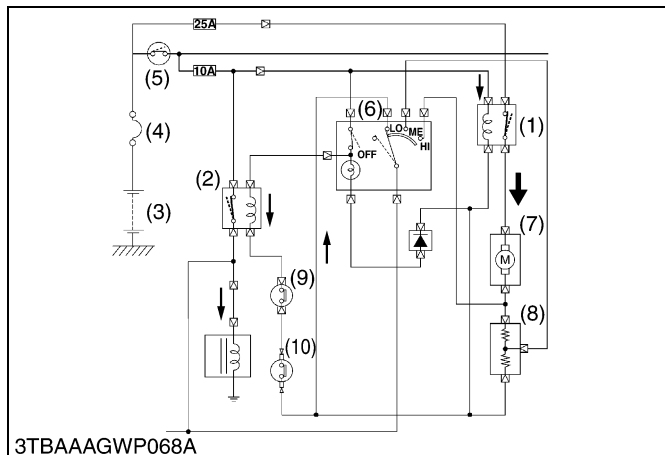 25A
(5)
10A
(6)
(4)
LO
ME
HI
(1)
OFF
(2)
(3)
(7)
M
(9)
(8)
(10)
3TBAAAGWP068A